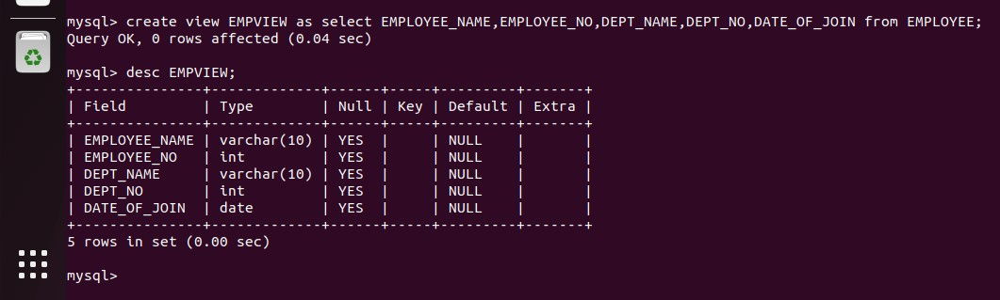 mysql> create view EMPVIEW as select EMPLOYEE_NAME,EMPLOYEE_NO,DEPT_NAME,DEPT_NO,DATE_OF_JOIN from EMPLOYEE;
Query OK, 0 rows affected (0.04 sec)

mysql> desc EMPVIEW;
+---------------+-------------+------+-----+---------+-------+
| Field         | Type        | Null | Key | Default | Extra |
+---------------+-------------+------+-----+---------+-------+
| EMPLOYEE_NAME | varchar(10) | YES  |     | NULL    |       |
| EMPLOYEE_NO   | int         | YES  |     | NULL    |       |
| DEPT_NAME     | varchar(10) | YES  |     | NULL    |       |
| DEPT_NO       | int         | YES  |     | NULL    |       |
| DATE_OF_JOIN  | date        | YES  |     | NULL    |       |
+---------------+-------------+------+-----+---------+-------+
5 rows in set (0.00 sec)

mysql>